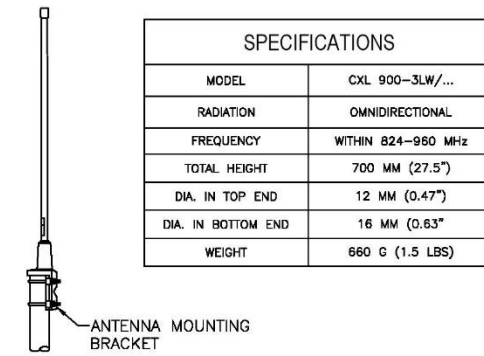 SPECIFICATIONS
MODEL CXL 900-3LW/...
RADIATION OMNIDIRECTIONAL
FREQUENCY WITHIN 824-960 MHz
TOTAL HEIGHT 700 MM (27.5")
DIA. IN TOP END 12 MM (0.47")
DIA. IN BOTTOM END 16 MM (0.63"
WEIGHT 660 G (1.5 LBS)
ANTENNA MOUNTING
BRACKET